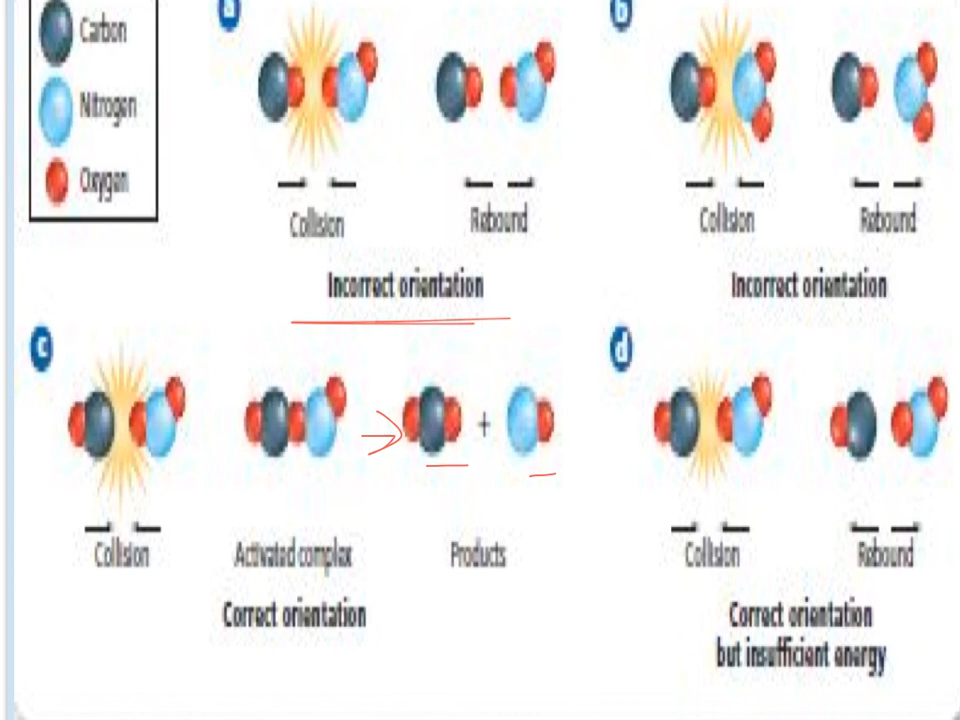 Carbon
Nitrogen
Oxygen
a
Collision
Rebound
Incorrect orientation
b
Collision
Rebound
Incorrect orientation
c
Collision
Activated complex
+
Products
Correct orientation
d
Collision
Rebound
Correct orientation
but insufficient energy